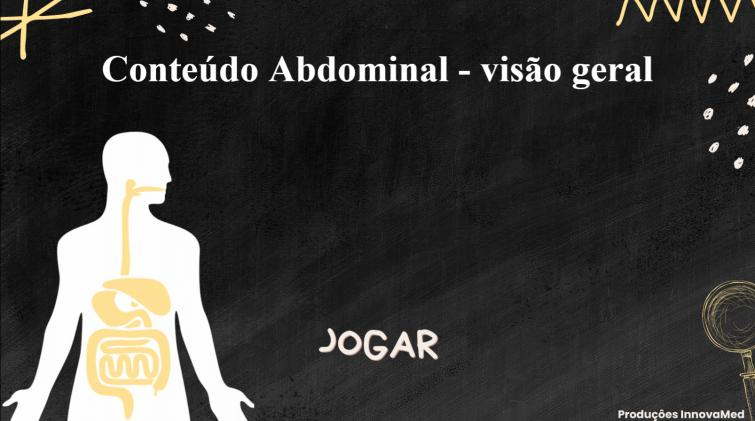 Conteúdo Abdominal - visão geral
JOGAR
Produções InnovaMed